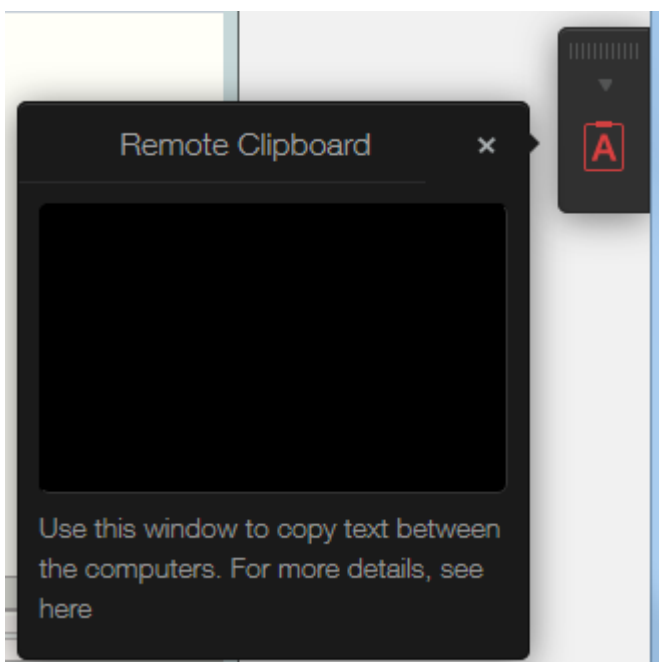 Remote Clipboard
A
Use this window to copy text between
the computers. For more details, see
here